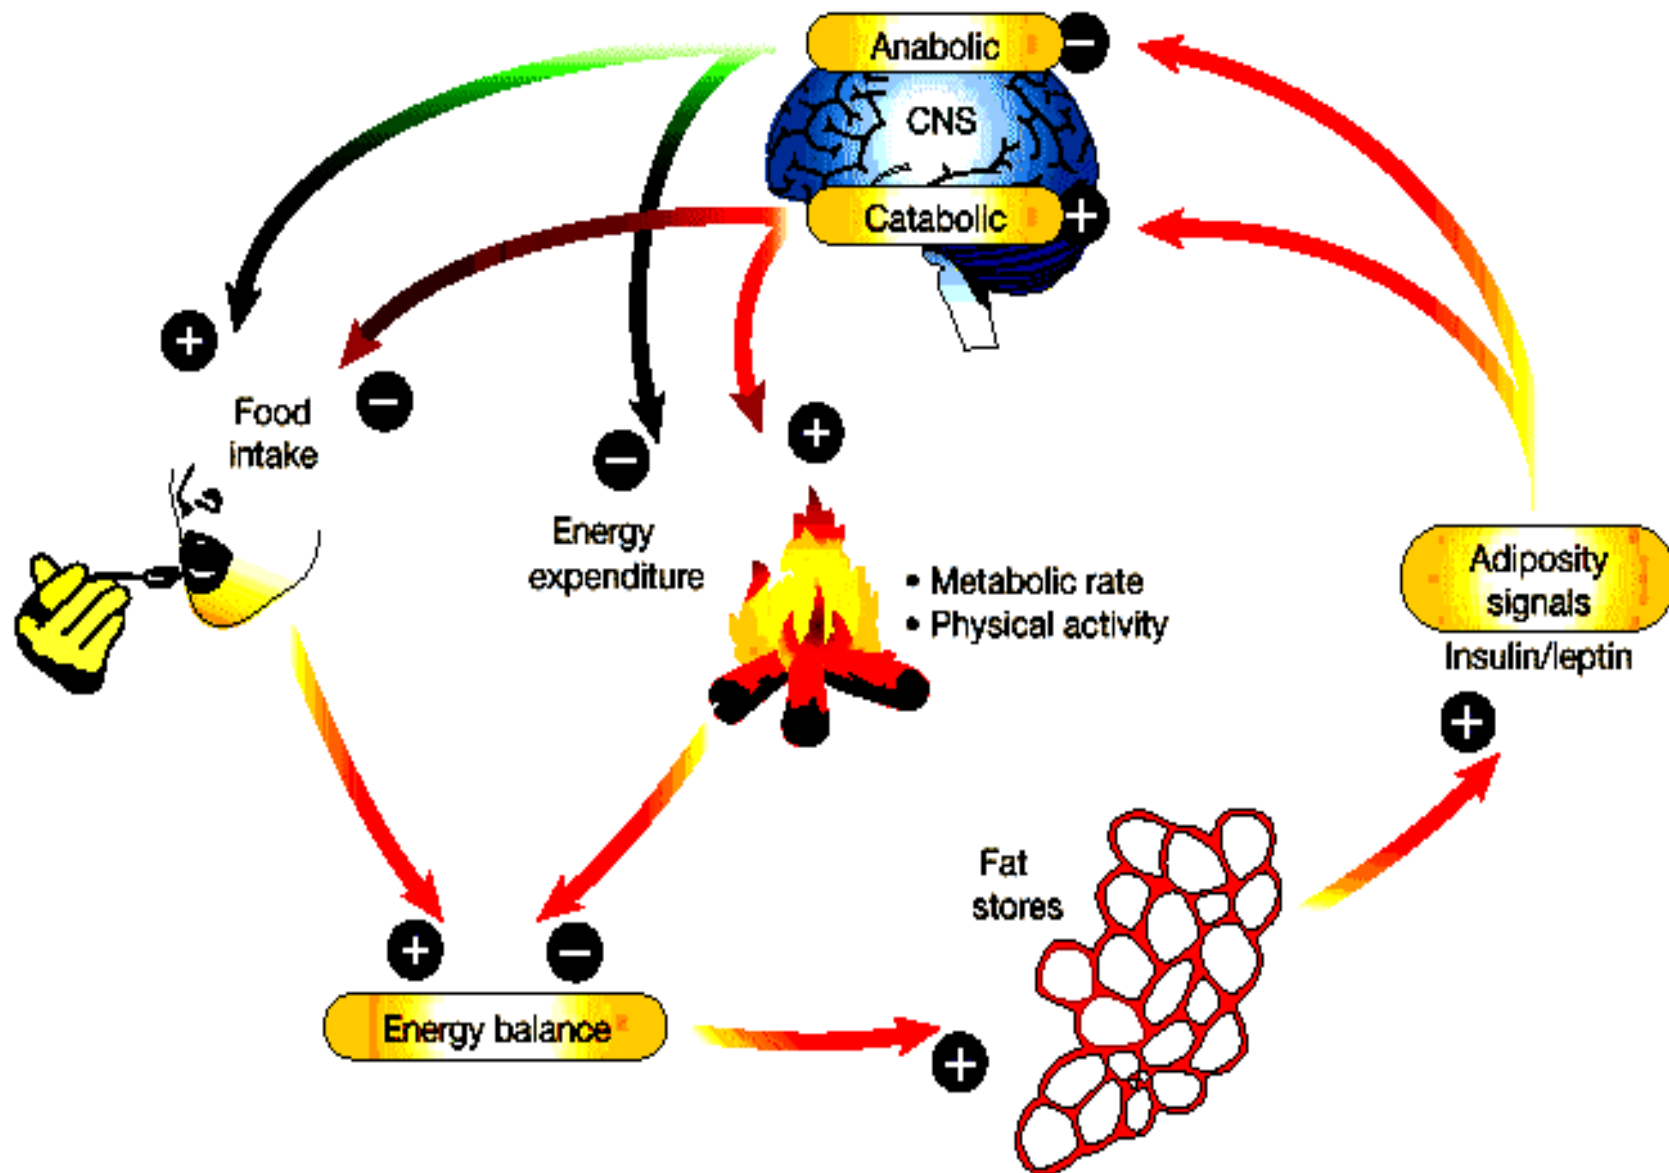 Anabolic
−
CNS
Catabolic
+
+
−
Food
intake
−
+
Energy
expenditure
• Metabolic rate
• Physical activity
Adiposity
signals
Insulin/leptin
+
Fat
stores
+
−
Energy balance
+